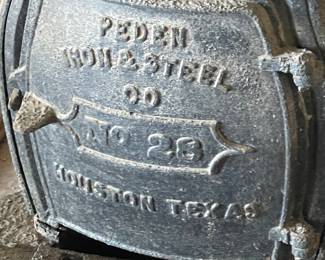 PEDEN
IRON & STEEL
CO
No 28
HOUSTON TEXAS